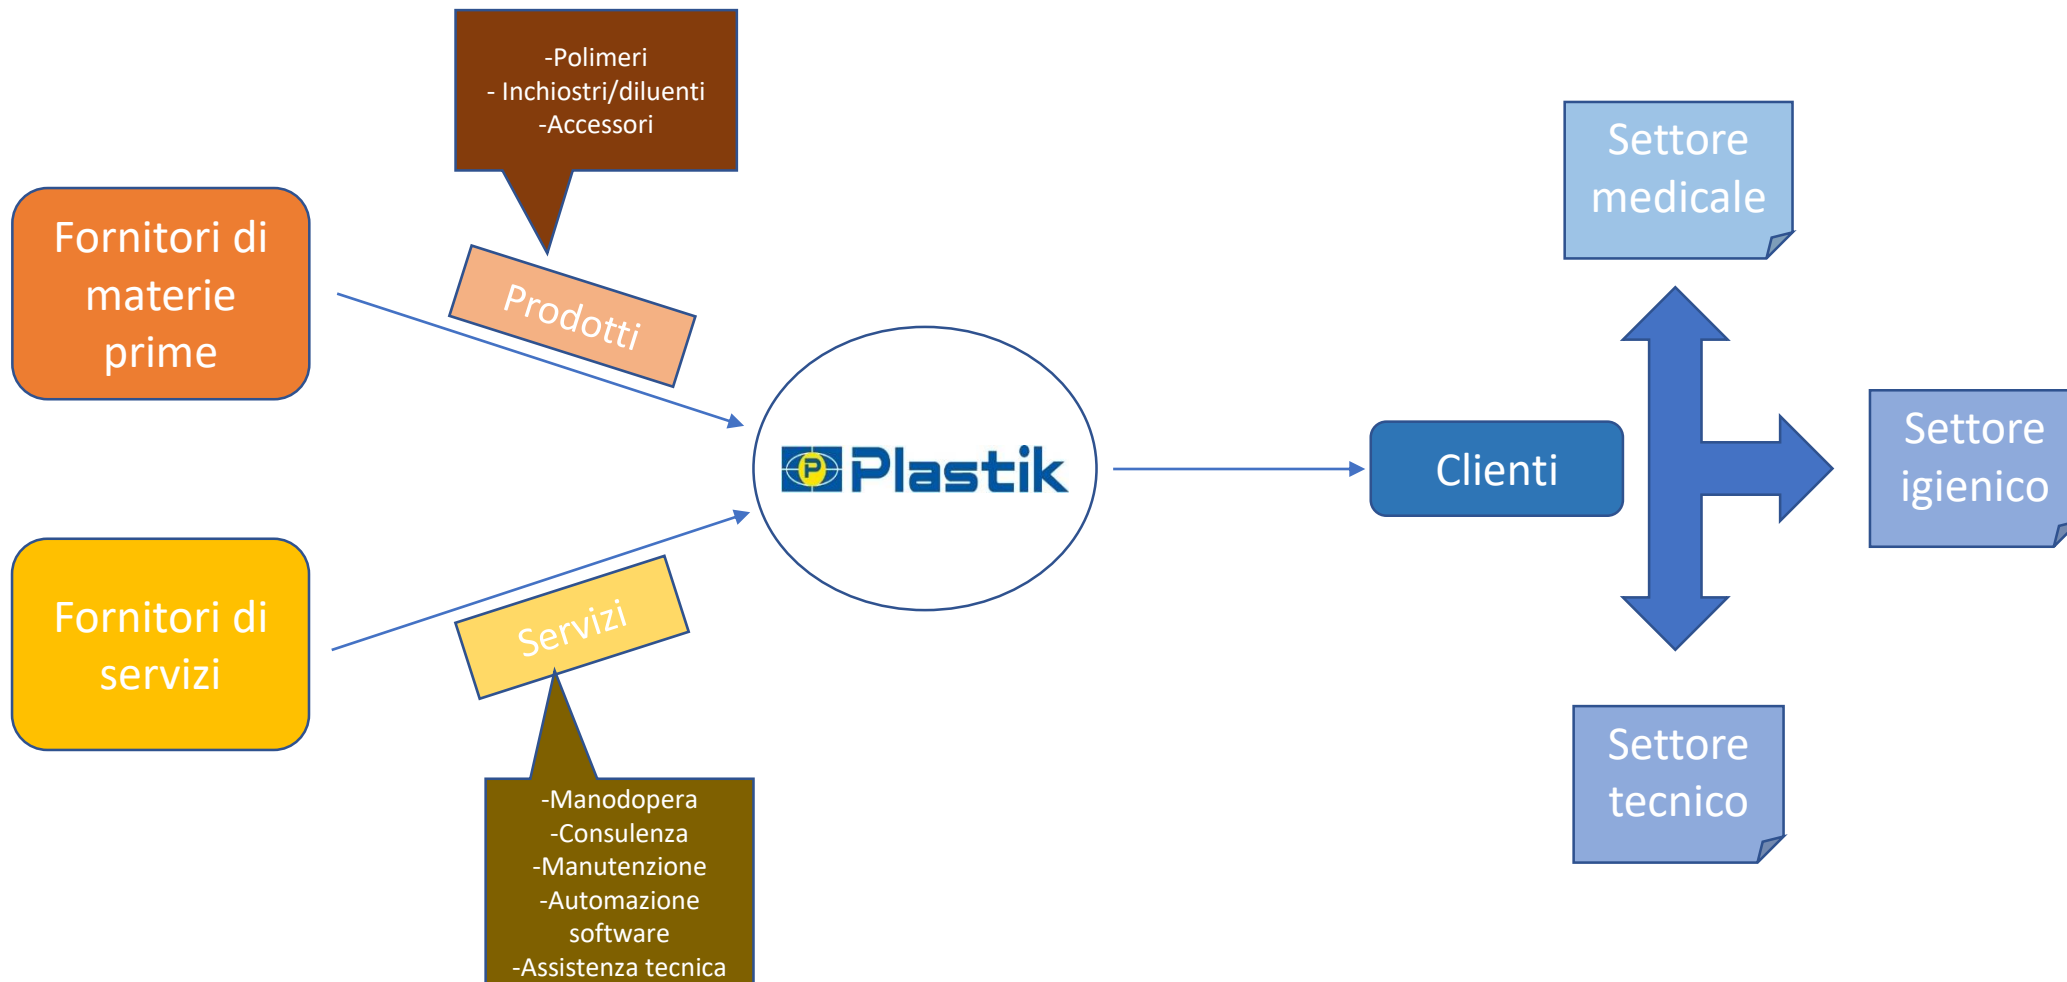 -Polimeri
- Inchiostri/diluenti
-Accessori
Fornitori di
materie
prime
Prodotti
P Plastik
Fornitori di
servizi
Servizi
-Manodopera
-Consulenza
-Manutenzione
-Automazione
software
-Assistenza tecnica
Clienti
Settore
medicale
Settore
igienico
Settore
tecnico